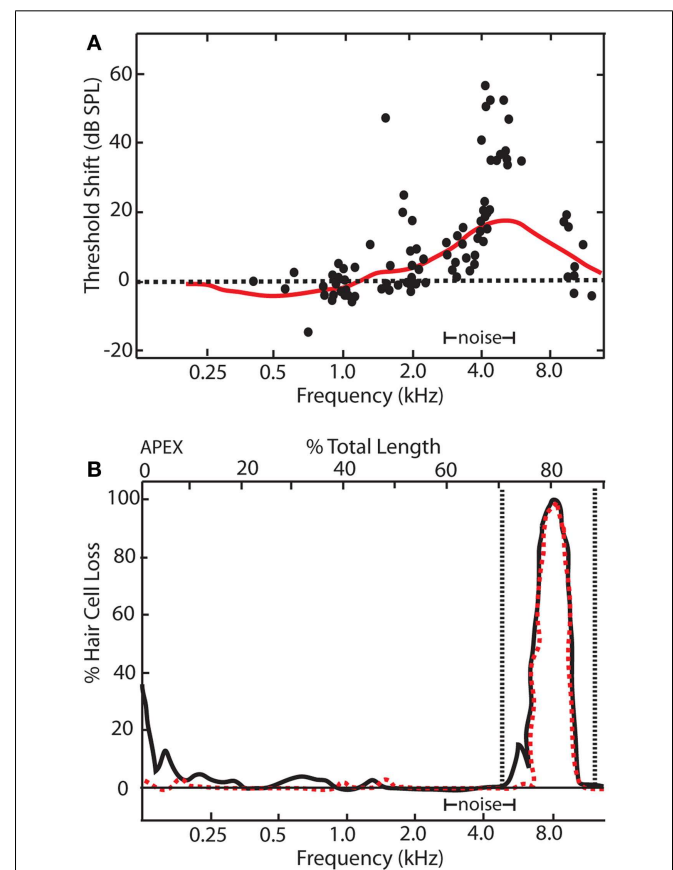 A
Threshold Shift (dB SPL)
60
40
20
0
-20
noise
0.25 0.5 1.0 2.0 4.0 8.0
Frequency (kHz)
B
APEX % Total Length
0 20 40 60 80
% Hair Cell Loss
100
80
60
40
20
0
noise
0.25 0.5 1.0 2.0 4.0 8.0
Frequency (kHz)